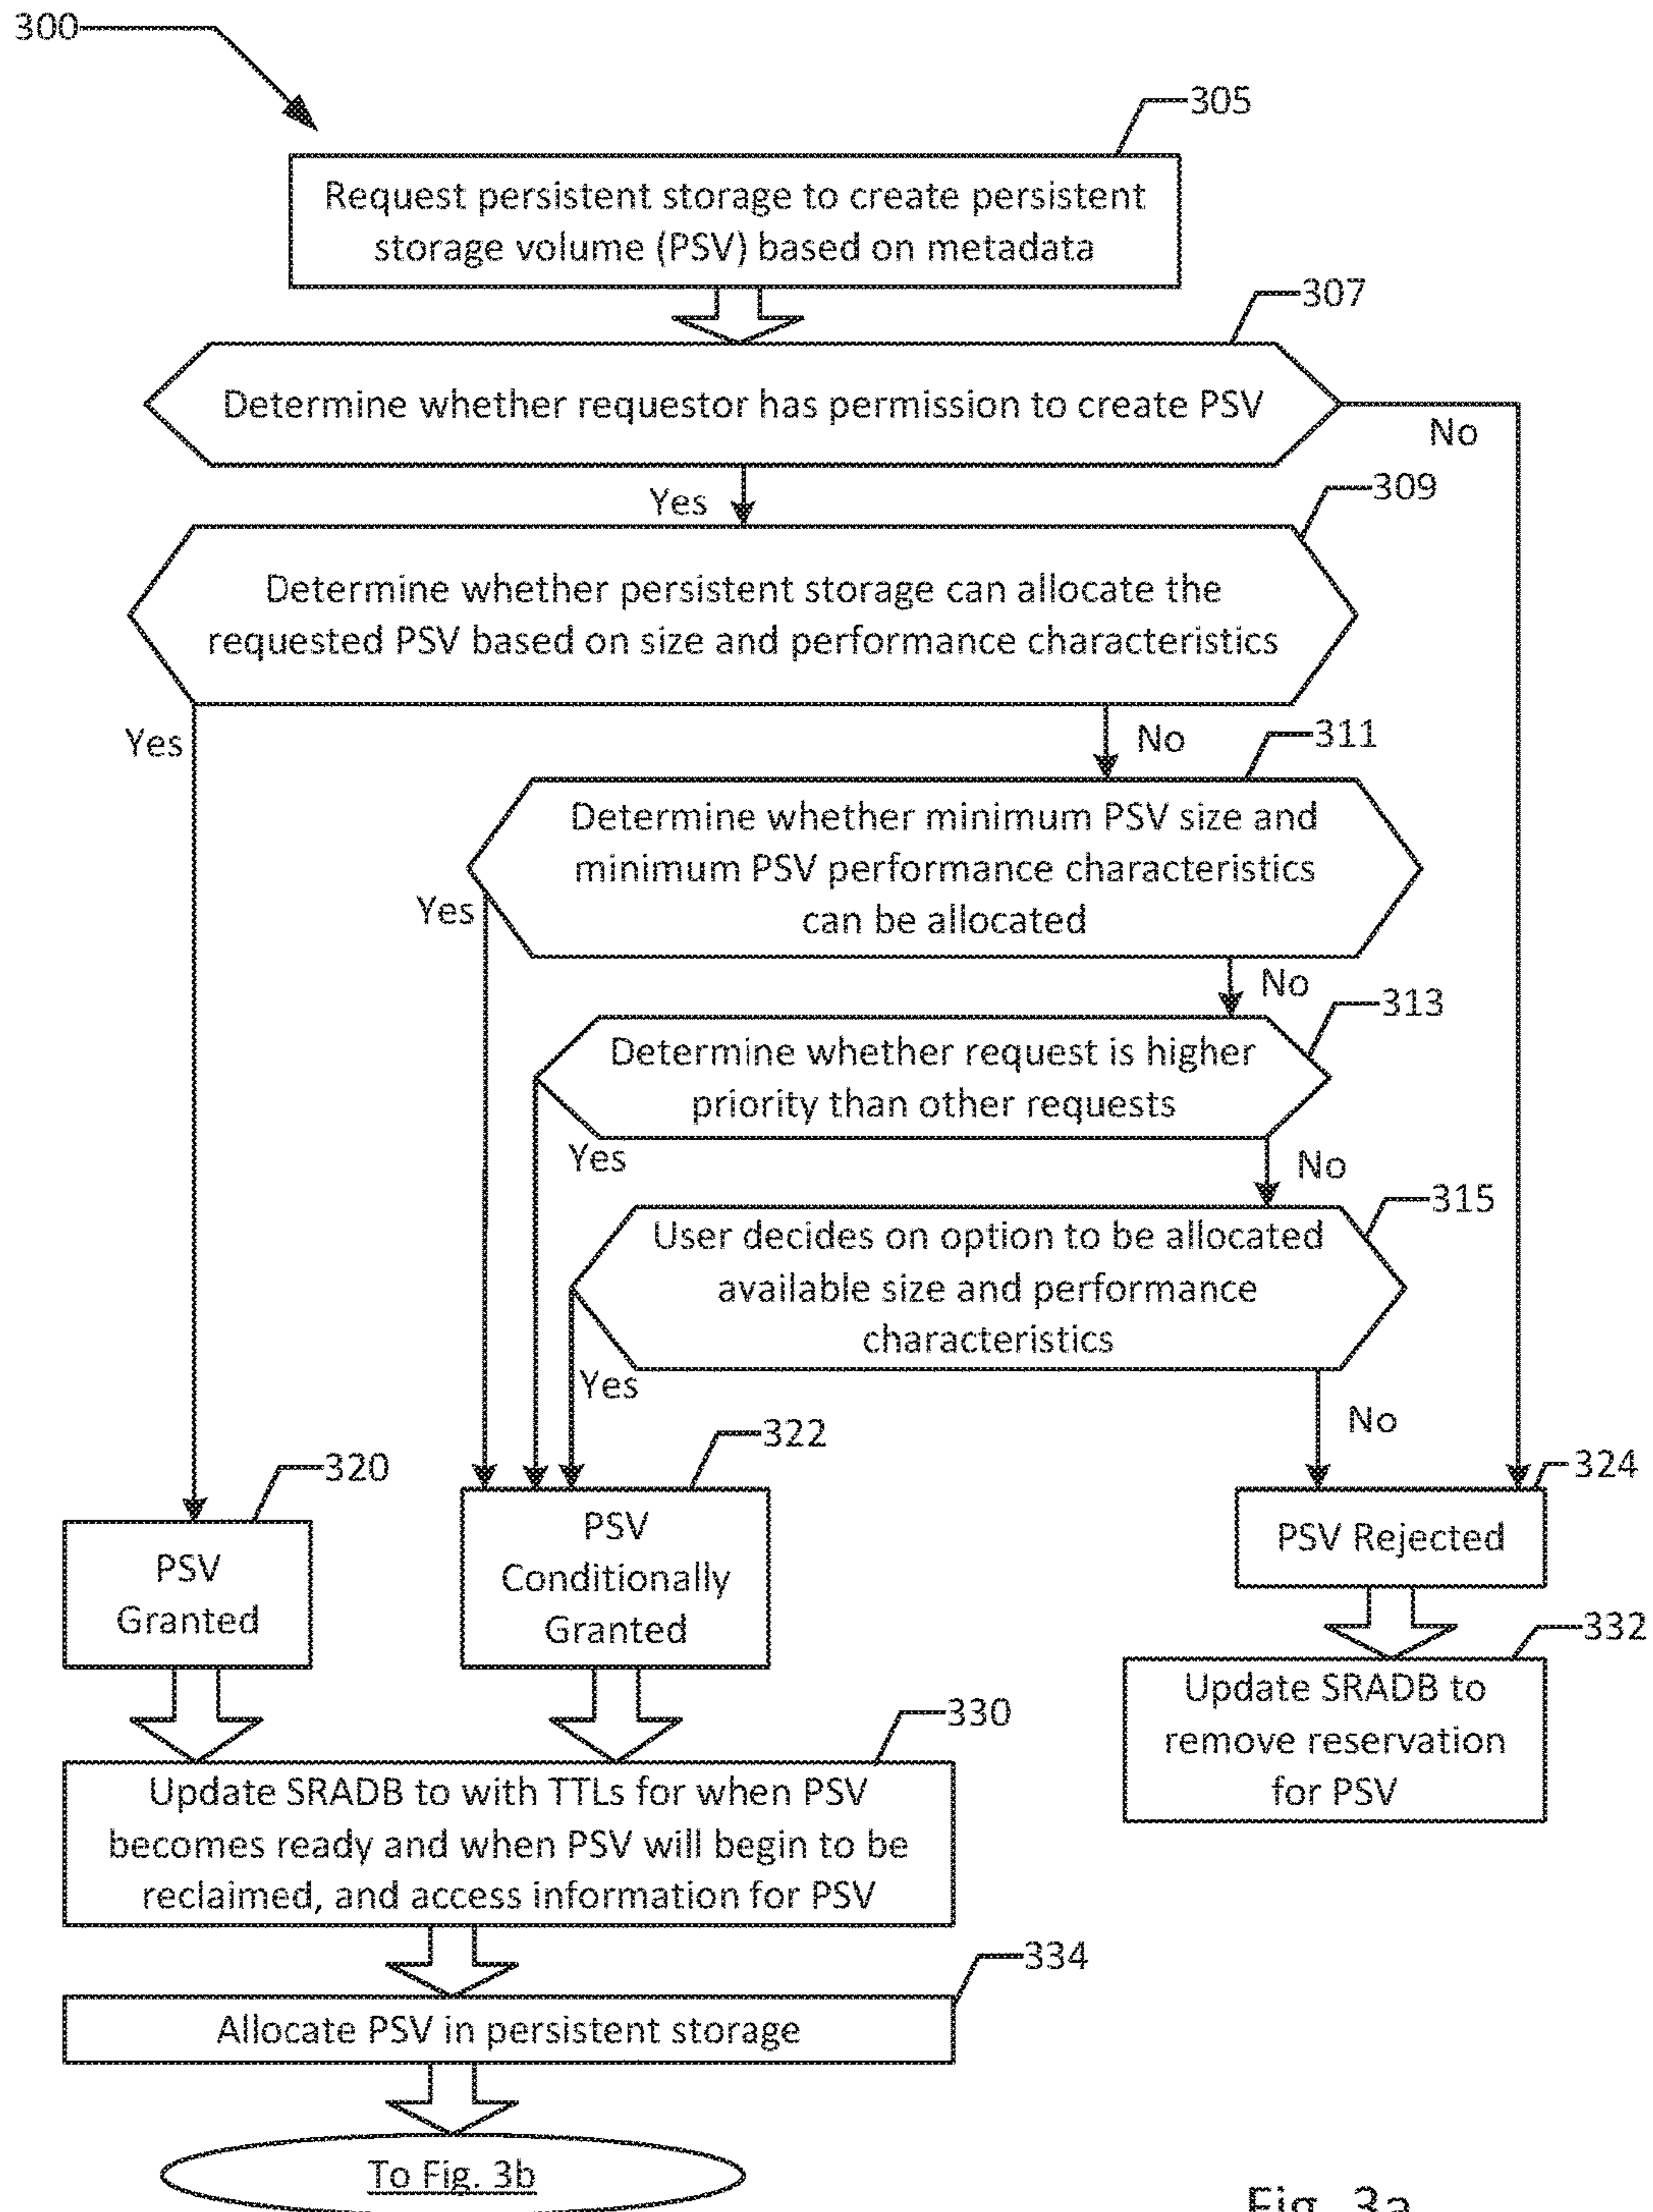 300
305
Request persistent storage to create persistent
storage volume (PSV) based on metadata
307
Determine whether requestor has permission to create PSV
No
Yes
309
Determine whether persistent storage can allocate the
requested PSV based on size and performance characteristics
Yes
No
311
Determine whether minimum PSV size and
minimum PSV performance characteristics
can be allocated
Yes
No
313
Determine whether request is higher
priority than other requests
Yes
No
315
User decides on option to be allocated
available size and performance
characteristics
Yes
No
320
322
324
PSV
Granted
PSV
Conditionally
Granted
PSV Rejected
332
Update SRADB to
remove reservation
for PSV
330
Update SRADB to with TTLs for when PSV
becomes ready and when PSV will begin to be
reclaimed, and access information for PSV
334
Allocate PSV in persistent storage
To Fig. 3b
Fig. 3a